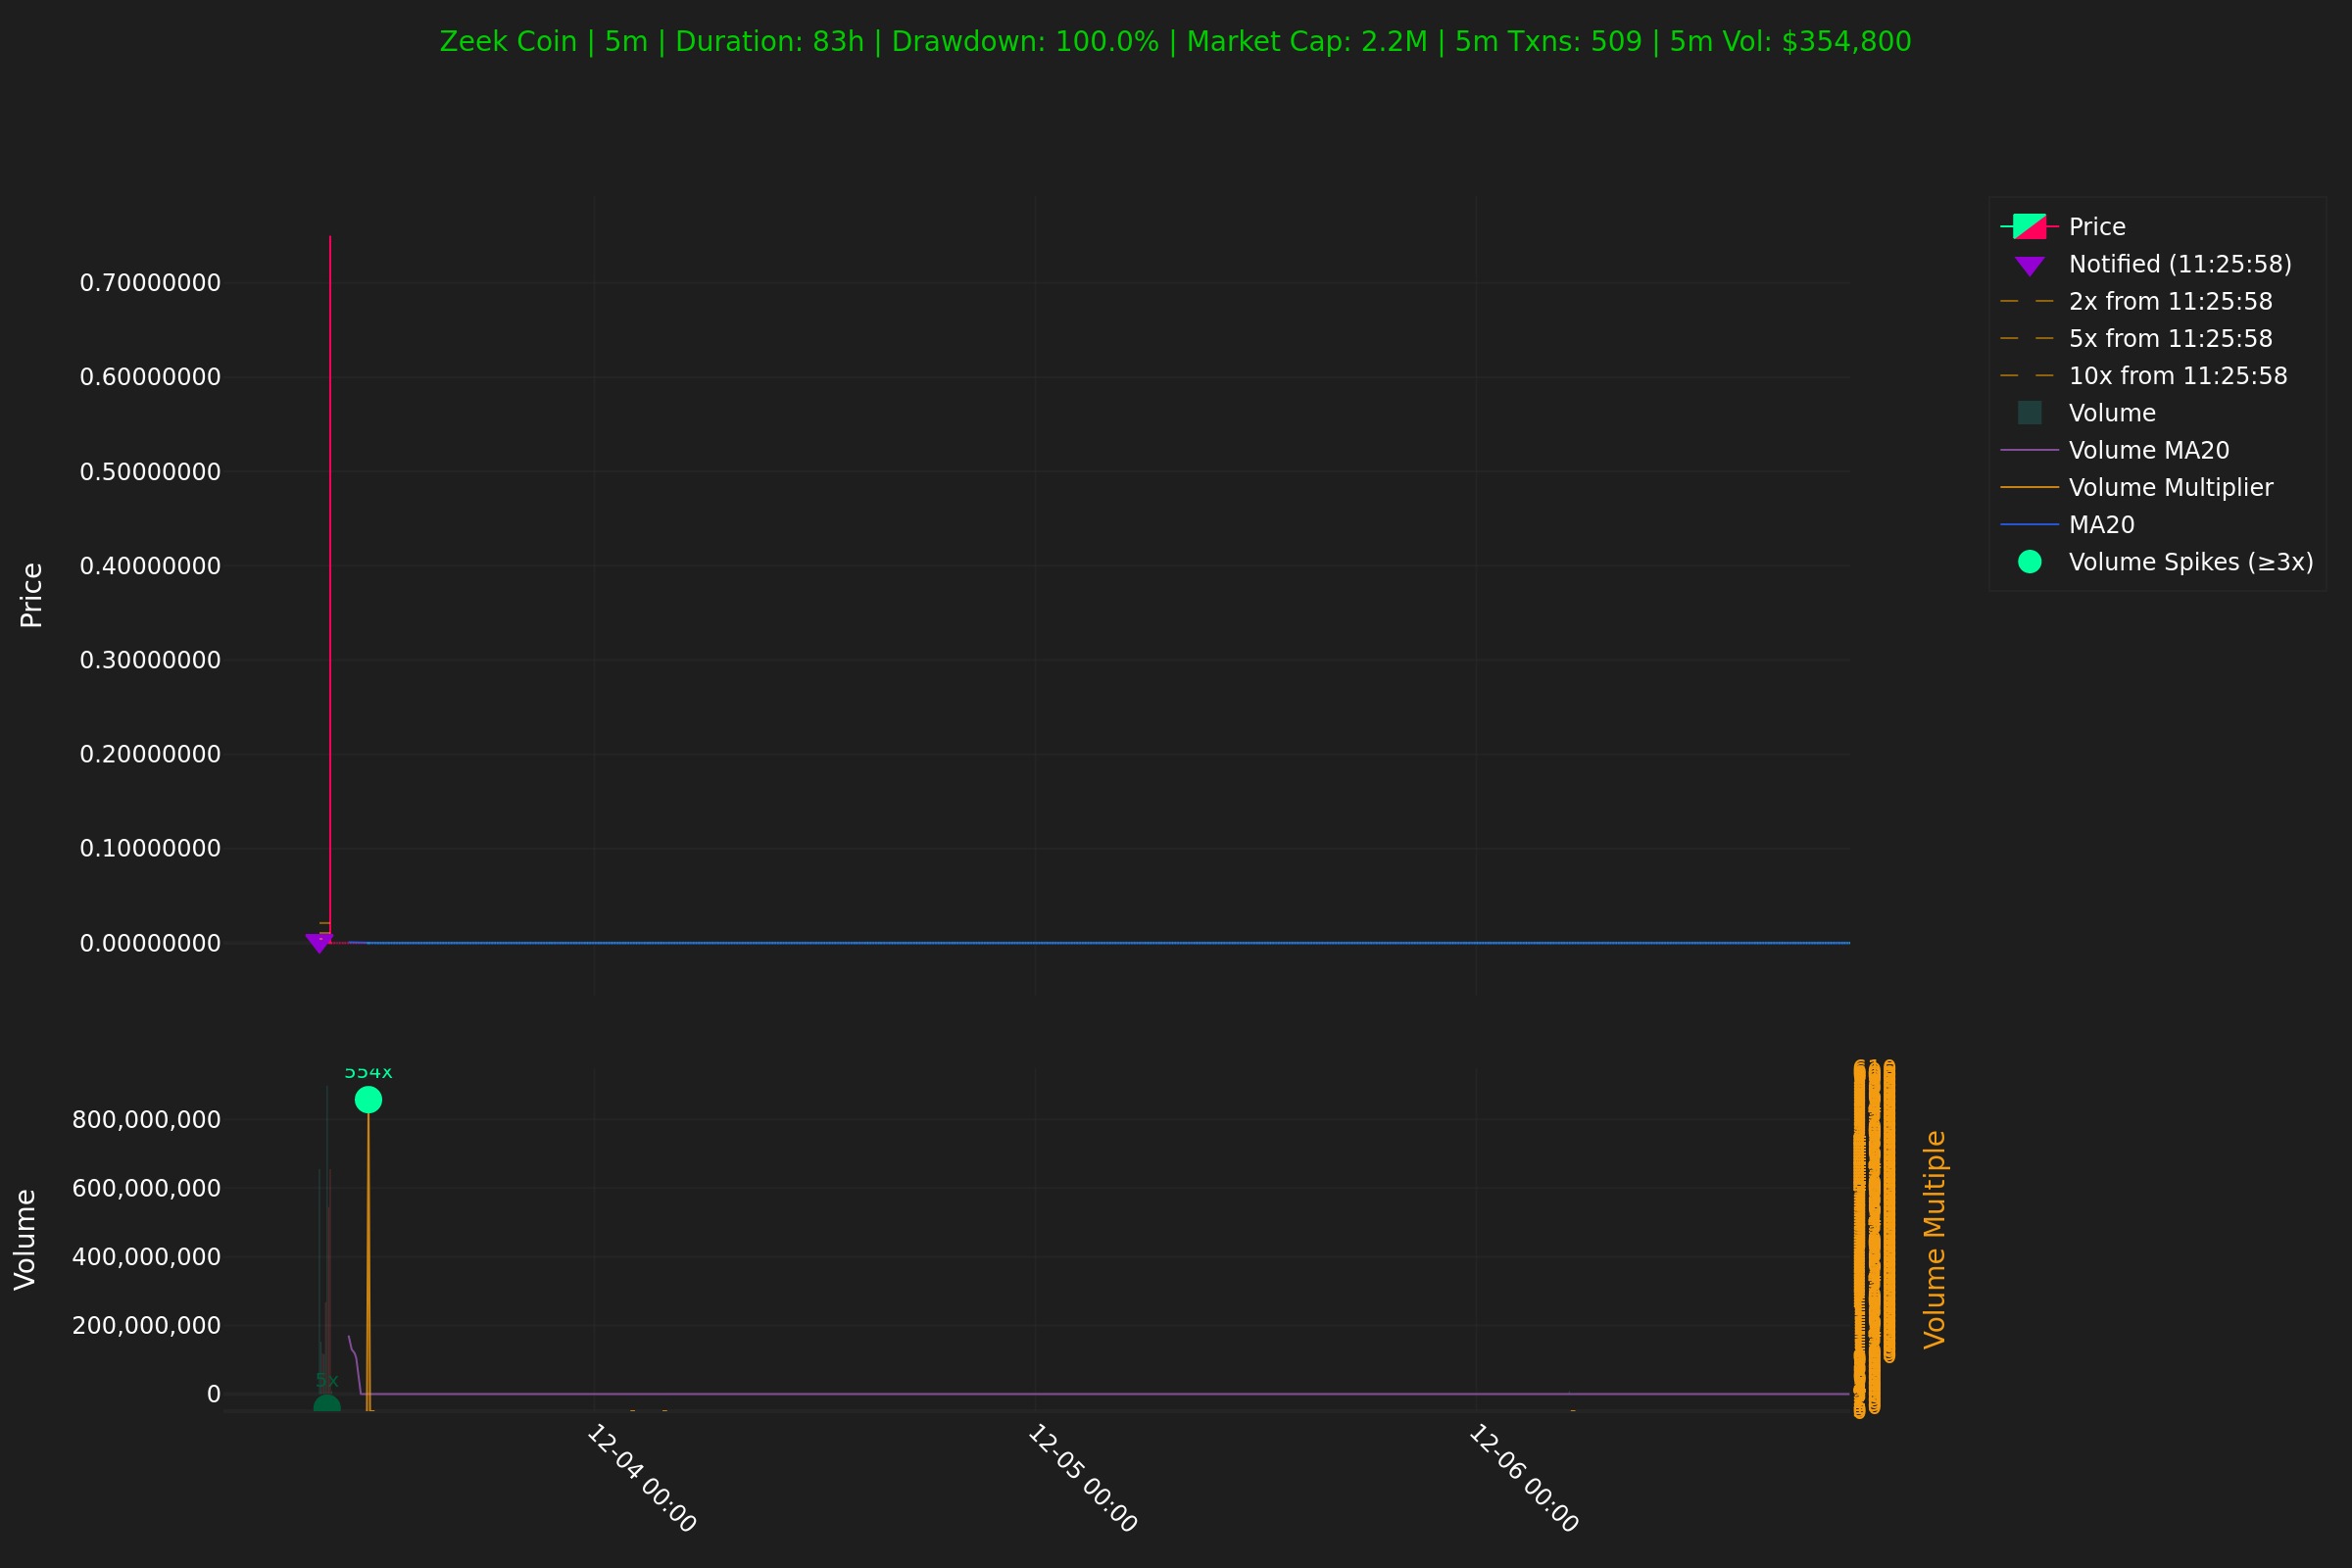 Zeek Coin | 5m | Duration: 83h | Drawdown: 100.0% | Market Cap: 2.2M | 5m Txns: 509 | 5m Vol: $354,800
Price
0.70000000
0.60000000
0.50000000
0.40000000
0.30000000
0.20000000
0.10000000
0.00000000
Price
Notified (11:25:58)
2x from 11:25:58
5x from 11:25:58
10x from 11:25:58
Volume
Volume MA20
Volume Multiplier
MA20
Volume Spikes (≥3x)
Volume
800,000,000
600,000,000
400,000,000
200,000,000
0
554x
5x
Volume Multiple
12-04 00:00
12-05 00:00
12-06 00:00